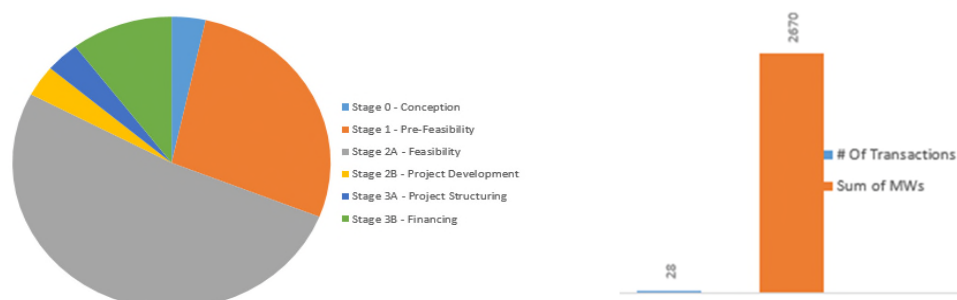 Stage 0 - Conception
Stage 1 - Pre-Feasibility
Stage 2A - Feasibility
Stage 2B - Project Development
Stage 3A - Project Structuring
Stage 3B - Financing
2670
28
# Of Transactions
Sum of MWs